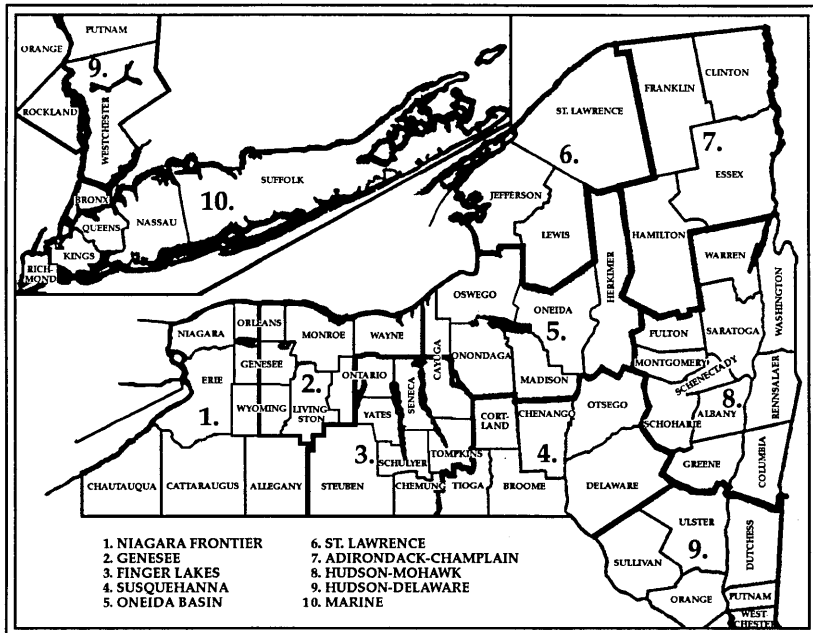 PUTNAM
ORANGE
9.
ROCKLAND
WESTCHESTER
BRONX
QUEENS
NASSAU
10.
SUFFOLK
KINGS
RICH-
MOND
ST. LAWRENCE
6.
FRANKLIN
CLINTON
7.
ESSEX
JEFFERSON
LEWIS
HERKIMER
HAMILTON
WARREN
WASHINGTON
OSWEGO
ONEIDA
5.
SARATOGA
FULTON
MONTGOMERY
SCHENECTADY
RENNSALAER
NIAGARA
ORLEANS
MONROE
WAYNE
CAYUGA
ONONDAGA
MADISON
GENESEE
ERIE
1.
WYOMING
2.
LIVING
STON
ONTARIO
YATES
SENECA
CORT-
LAND
CHENANGO
4.
OTSEGO
SCHOHARIE
8.
ALBANY
GREENE
COLUMBIA
3.
SCHULYER
TOMPKINS
CHAUTAUQUA
CATTARAUGUS
ALLEGANY
STEUBEN
CHEMUNG
TIOGA
BROOME
DELAWARE
ULSTER
9.
SULLIVAN
DUTCHESS
ORANGE
PUTNAM
WEST-
CHESTER
1. NIAGARA FRONTIER
2. GENESEE
3. FINGER LAKES
4. SUSQUEHANNA
5. ONEIDA BASIN
6. ST. LAWRENCE
7. ADIRONDACK-CHAMPLAIN
8. HUDSON-MOHAWK
9. HUDSON-DELAWARE
10. MARINE